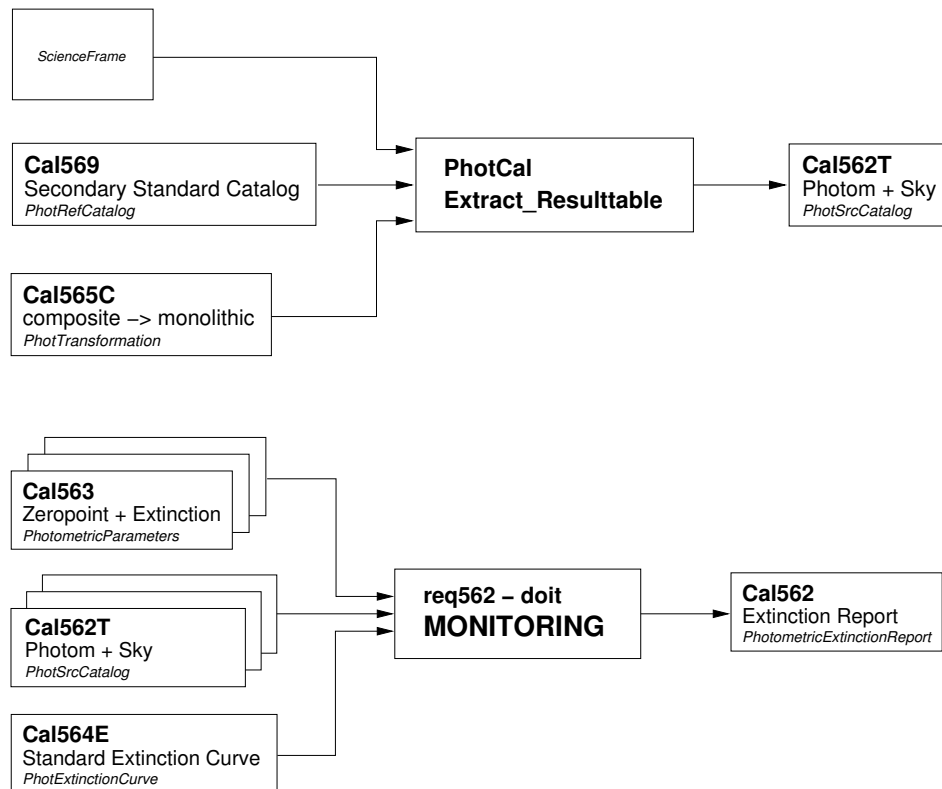 ScienceFrame
Cal569
Secondary Standard Catalog
PhotRefCatalog
Cal565C
composite −> monolithic
PhotTransformation
PhotCal
Extract_Resulttable
Cal562T
Photom + Sky
PhotSrcCatalog
Cal563
Zeropoint + Extinction
PhotometricParameters
Cal562T
Photom + Sky
PhotSrcCatalog
Cal564E
Standard Extinction Curve
PhotExtinctionCurve
req562 − doit
MONITORING
Cal562
Extinction Report
PhotometricExtinctionReport